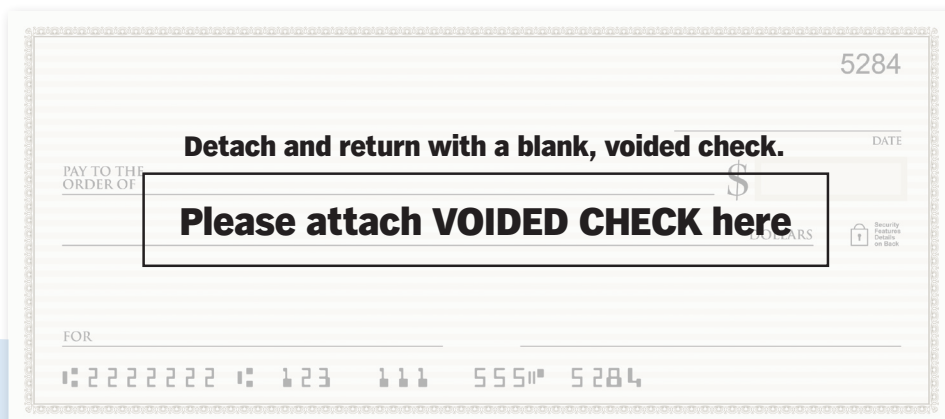 5284
Detach and return with a blank, voided check.
DATE
PAY TO THE
ORDER OF
$
Please attach VOIDED CHECK here
DOLLARS
Security
Features
Details
on Back
FOR
⑆2222222⑆ 123 111 555⑈ 5284